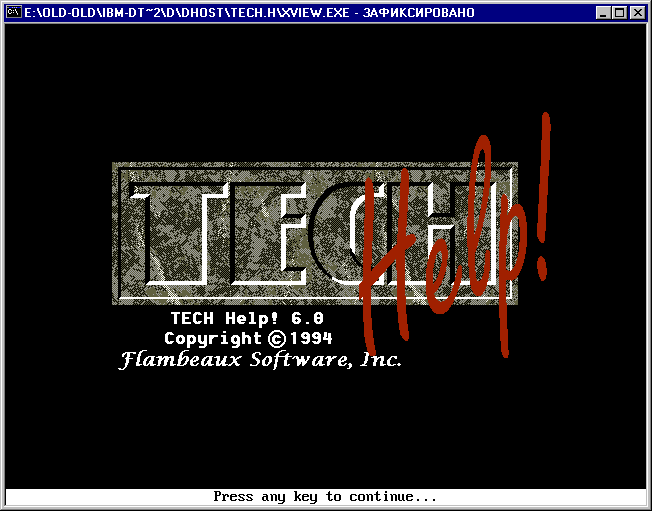 E:\OLD-OLD\IBM-DT~2\D\DHOST\TECH.H\XVIEW.EXE - ЗАФИКСИРОВАНО
TECH
Help!
TECH Help! 6.0
Copyright ©1994
Flambeaux Software, Inc.
Press any key to continue...